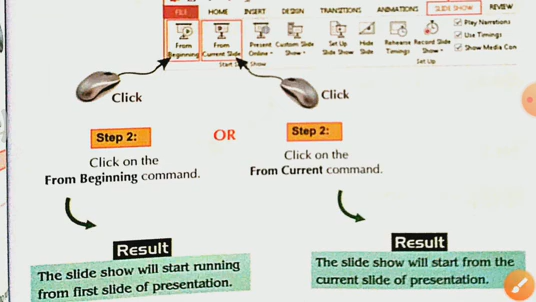 FILE HOME INSERT DESIGN TRANSITIONS ANIMATIONS SLIDE SHOW REVIEW
From Beginning
From Current Slide
Present Online
Custom Slide Show
Set Up Slide Show
Hide Slide
Rehearse Timings
Record Slide Show
Play Narrations
Use Timings
Show Media Con
Start Show
Set Up
Click
Click
Step 2:
OR
Step 2:
Click on the
From Beginning command.
Click on the
From Current command.
Result
The slide show will start running
from first slide of presentation.
Result
The slide show will start from the
current slide of presentation.